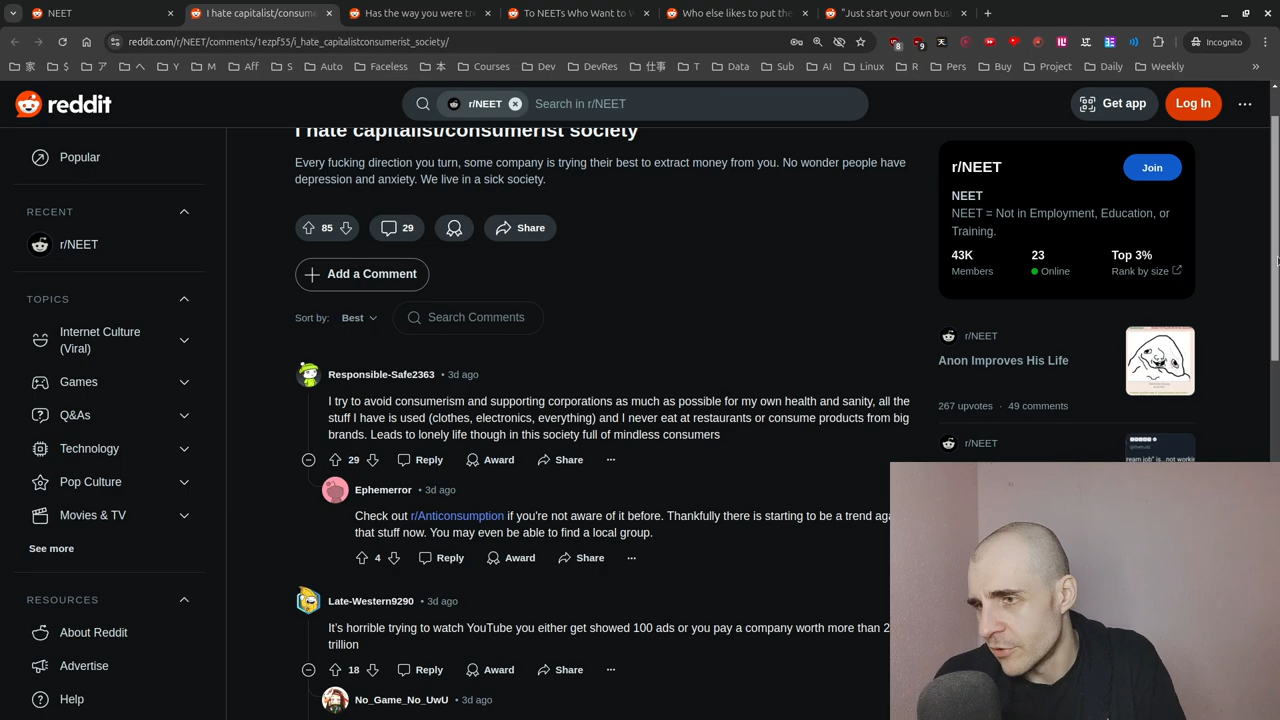 NEET
I hate capitalist/consume
Has the way you were tr
To NEETs Who Want to W
Who else likes to put the
"Just start your own bus
reddit.com/r/NEET/comments/1ezpf55/i_hate_capitalistconsumerist_society/
8
9
Incognito
家
$
ア
へ
Y
M
Aff
S
Auto
Faceless
本
Courses
Dev
DevRes
仕事
T
Data
Sub
AI
Linux
R
Pers
Buy
Project
Daily
Weekly
reddit
r/NEET
Search in r/NEET
Get app
Log In
Popular
RECENT
r/NEET
TOPICS
Internet Culture
(Viral)
Games
Q&As
Technology
Pop Culture
Movies & TV
See more
RESOURCES
About Reddit
Advertise
Help
I hate capitalist/consumerist society
Every fucking direction you turn, some company is trying their best to extract money from you. No wonder people have
depression and anxiety. We live in a sick society.
85
29
Share
Add a Comment
Sort by:
Best
Search Comments
Responsible-Safe2363 • 3d ago
I try to avoid consumerism and supporting corporations as much as possible for my own health and sanity, all the
stuff I have is used (clothes, electronics, everything) and I never eat at restaurants or consume products from big
brands. Leads to lonely life though in this society full of mindless consumers
29
Reply
Award
Share
Ephemerror • 3d ago
Check out r/Anticonsumption if you're not aware of it before. Thankfully there is starting to be a trend aga
that stuff now. You may even be able to find a local group.
4
Reply
Award
Share
Late-Western9290 • 3d ago
It's horrible trying to watch YouTube you either get showed 100 ads or you pay a company worth more than 2
trillion
18
Reply
Award
Share
No_Game_No_UwU • 3d ago
r/NEET
Join
NEET
NEET = Not in Employment, Education, or
Training.
43K
23
Top 3%
Members
Online
Rank by size
r/NEET
Anon Improves His Life
267 upvotes • 49 comments
r/NEET